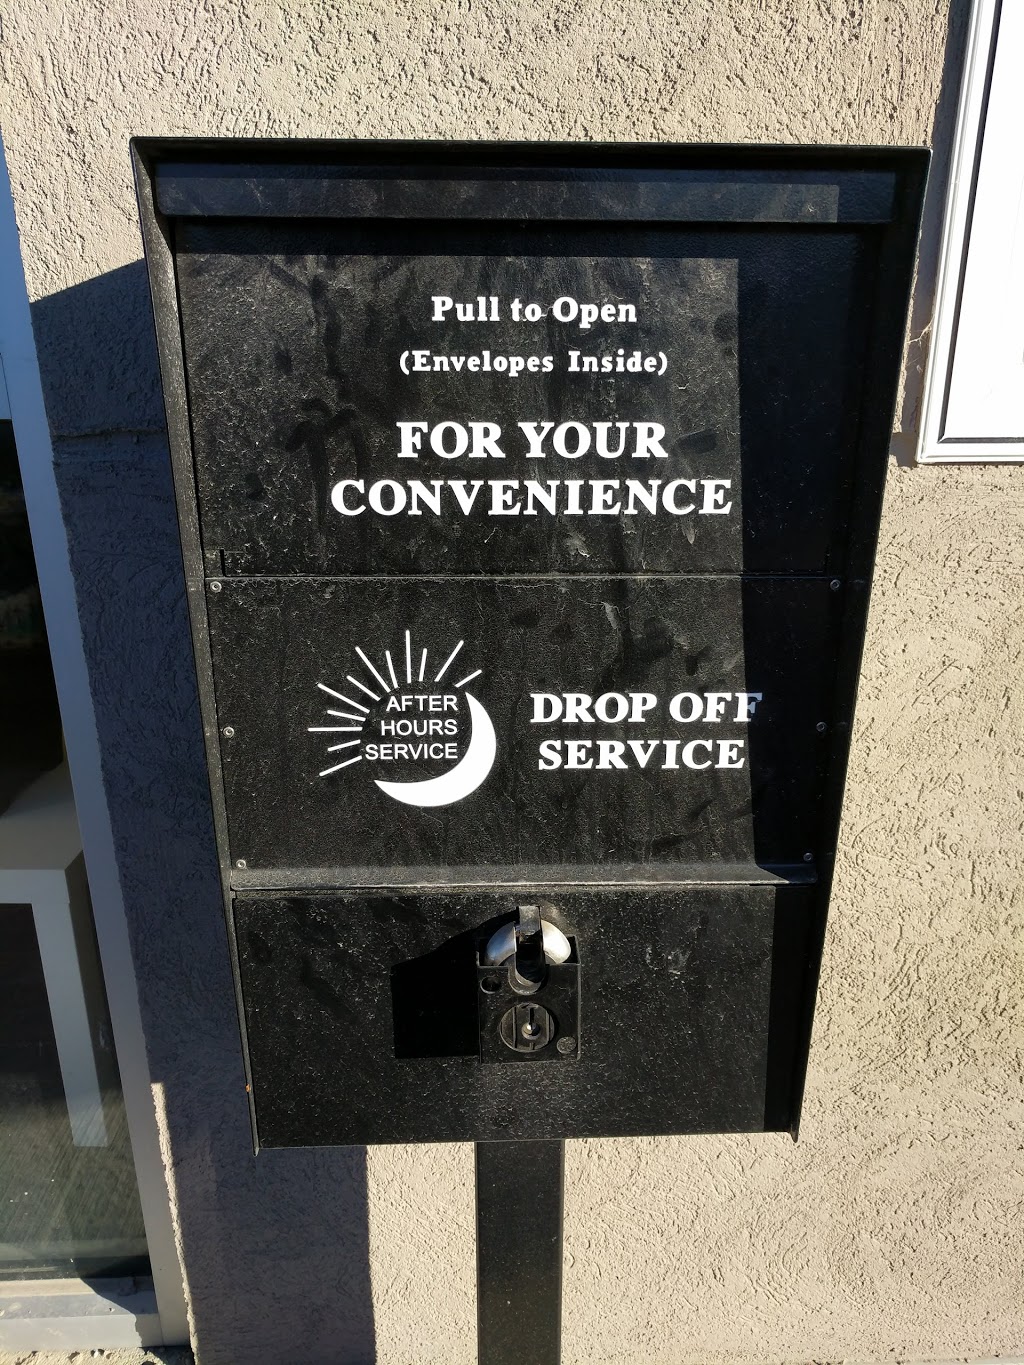 Pull to Open
(Envelopes Inside)
FOR YOUR
CONVENIENCE
AFTER
HOURS
SERVICE
DROP OFF
SERVICE